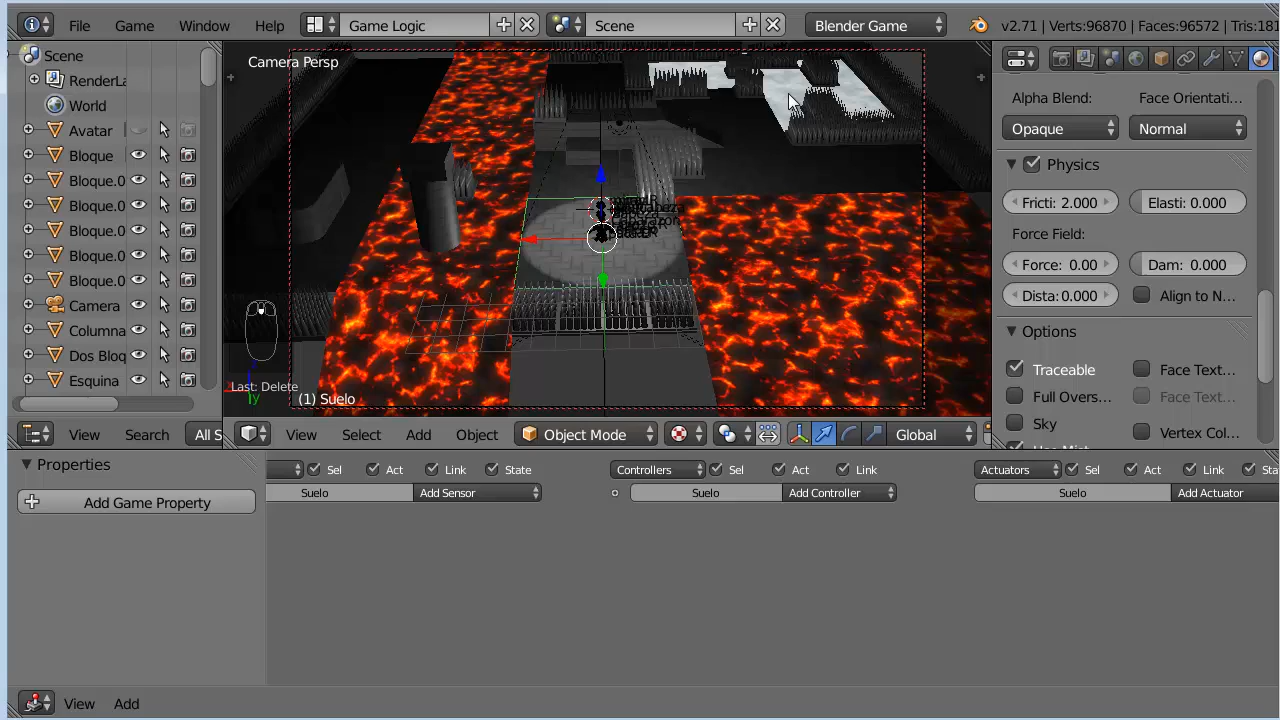 File Game Window Help Game Logic Scene Blender Game v2.71 | Verts:96870 | Faces:96572 | Tris:181
Scene
RenderLa
World
Avatar
Bloque
Bloque.0
Bloque.0
Bloque.0
Bloque.0
Bloque.0
Camera
Columna
Dos Bloq
Esquina
View Search All S
Camera Persp
Last: Delete
(1) Suelo
View Select Add Object Object Mode Global
Alpha Blend: Face Orientati...
Opaque Normal
Physics
Fricti: 2.000 Elasti: 0.000
Force Field:
Force: 0.00 Dam: 0.000
Dista: 0.000 Align to N...
Options
Traceable Face Text...
Full Overs... Face Text...
Sky Vertex Col...
Use Mist
Properties
Add Game Property
Sel Act Link State Controllers Sel Act Link Actuators Sel Act Link Sta
Suelo Add Sensor Suelo Add Controller Suelo Add Actuator
View Add